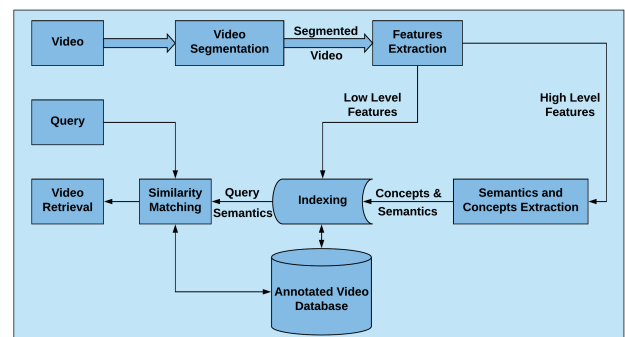 Video
Video
Segmentation
Segmented
Video
Features
Extraction
Low Level
Features
High Level
Features
Query
Video
Retrieval
Similarity
Matching
Query
Semantics
Indexing
Concepts &
Semantics
Semantics and
Concepts Extraction
Annotated Video
Database